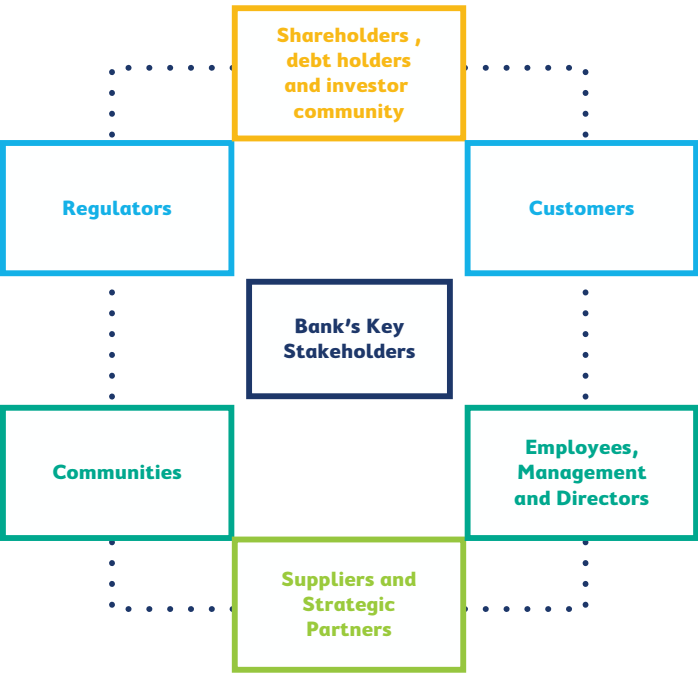 Shareholders ,
debt holders
and investor
community
Regulators
Customers
Bank's Key
Stakeholders
Communities
Employees,
Management
and Directors
Suppliers and
Strategic
Partners